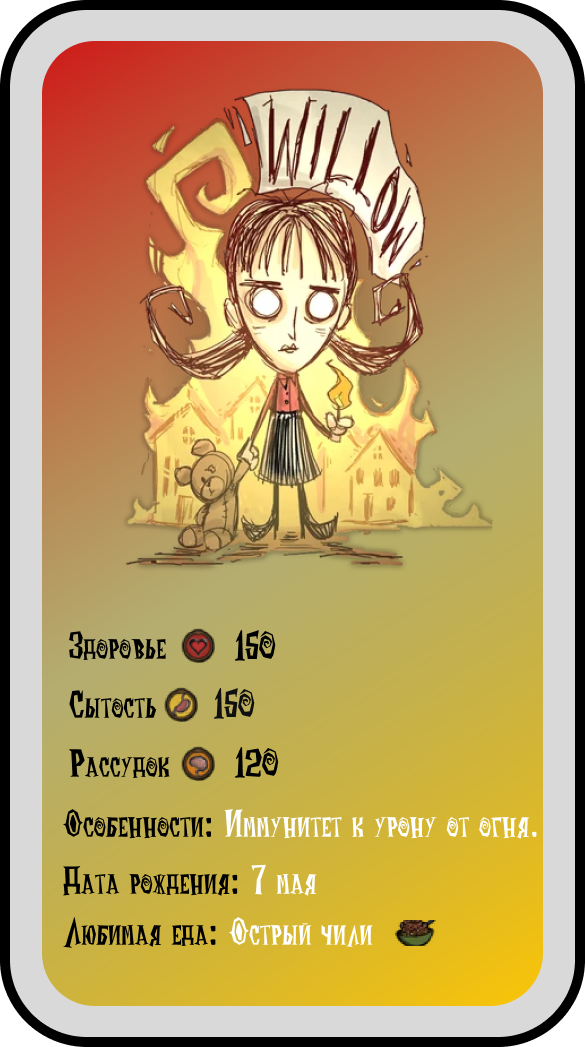 WILLOW
Здоровье 150
Сытость 150
Рассудок 120
Особенности: Иммунитет к урону от огня.
Дата рождения: 7 мая
Любимая еда: Острый чили